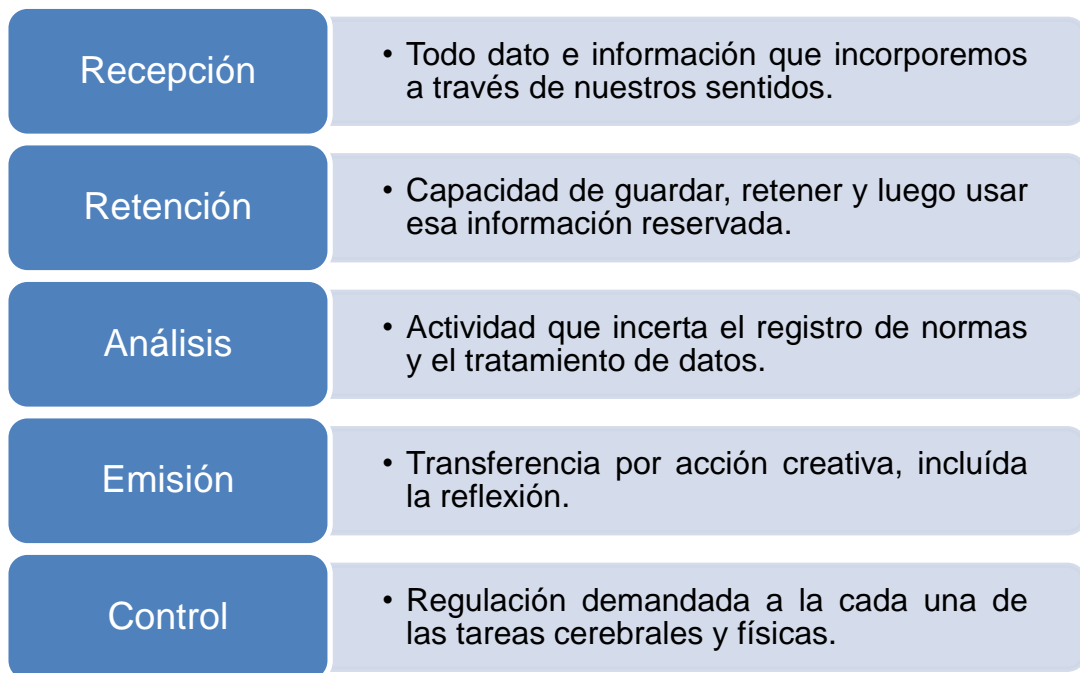 Recepción
• Todo dato e información que incorporemos
a través de nuestros sentidos.
Retención
• Capacidad de guardar, retener y luego usar
esa información reservada.
Análisis
• Actividad que incerta el registro de normas
y el tratamiento de datos.
Emisión
• Transferencia por acción creativa, incluída
la reflexión.
Control
• Regulación demandada a la cada una de
las tareas cerebrales y físicas.